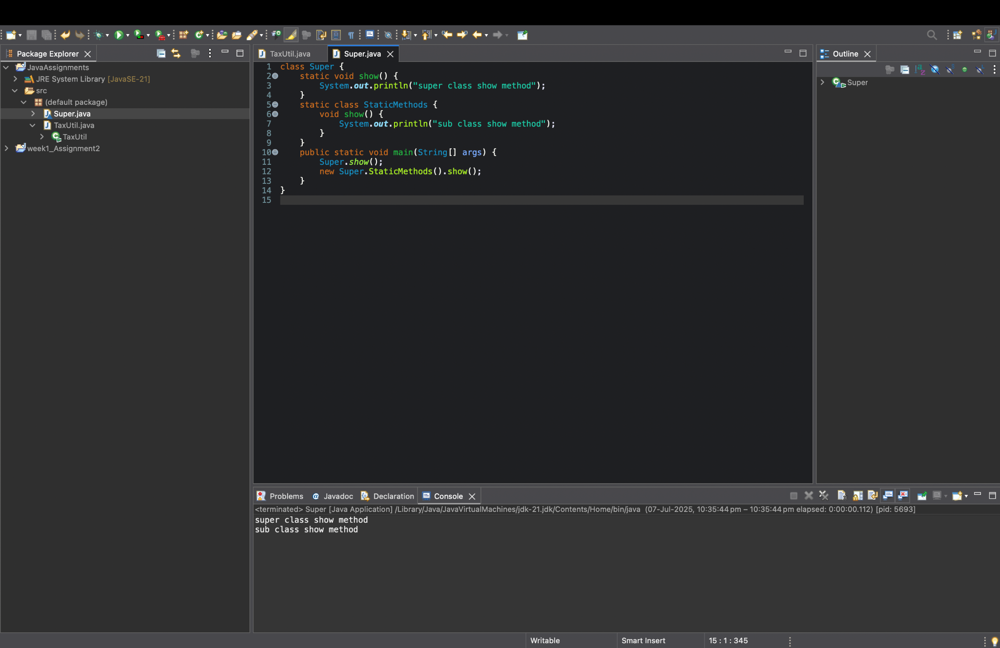 Package Explorer
JavaAssignments
JRE System Library [JavaSE-21]
src
(default package)
Super.java
TaxUtil.java
TaxUtil
week1_Assignment2
TaxUtil.java
Super.java
1 class Super {
2     static void show() {
3         System.out.println("super class show method");
4     }
5     static class StaticMethods {
6         void show() {
7             System.out.println("sub class show method");
8         }
9     }
10     public static void main(String[] args) {
11         Super.show();
12         new Super.StaticMethods().show();
13     }
14 }
15
Outline
Super
Problems
Javadoc
Declaration
Console
<terminated> Super [Java Application] /Library/Java/JavaVirtualMachines/jdk-21.jdk/Contents/Home/bin/java (07-Jul-2025, 10:35:44 pm – 10:35:44 pm elapsed: 0:00:00.112) [pid: 5693]
super class show method
sub class show method
Writable
Smart Insert
15 : 1 : 345